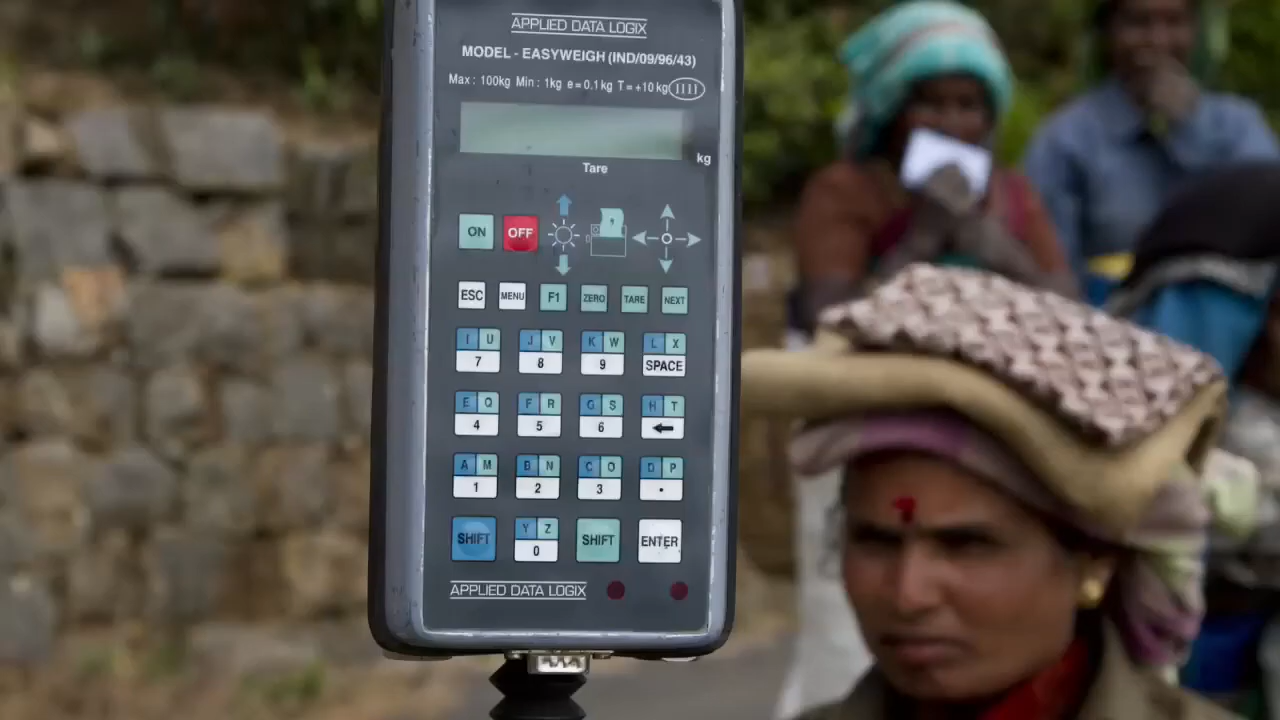 APPLIED DATA LOGIX
MODEL - EASYWEIGH (IND/09/96/43)
Max : 100kg Min : 1kg e = 0.1 kg T = +10 kg IIII
kg
Tare
ON OFF
ESC MENU F1 ZERO TARE NEXT
I U J V K W L X
7 8 9 SPACE
E Q F R G S H T
4 5 6 ←
A M B N C O D P
1 2 3 .
Y Z
SHIFT 0 SHIFT ENTER
APPLIED DATA LOGIX